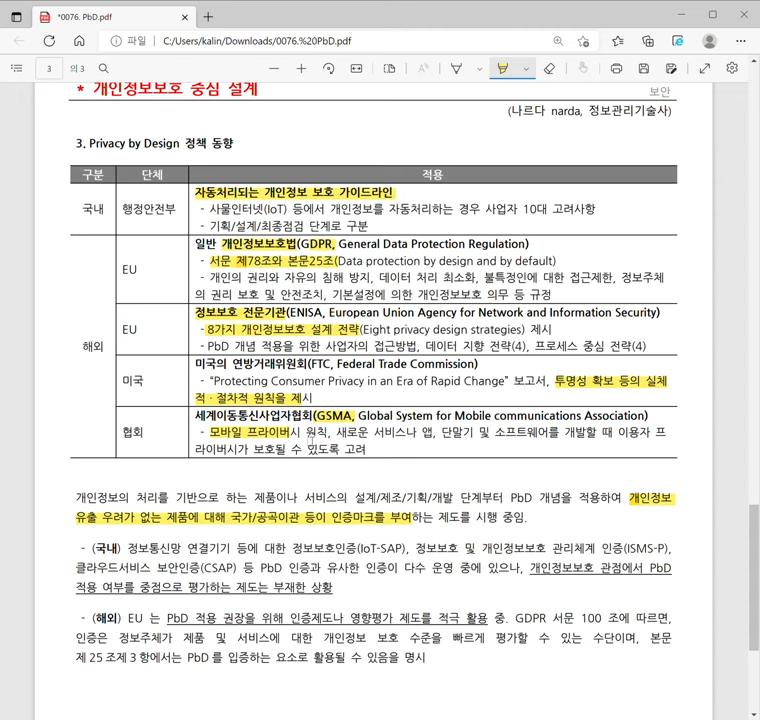 *0076. PbD.pdf
파일
C:/Users/kalin/Downloads/0076.%20PbD.pdf
3
의 3
* 개인정보보호 중심 설계
보안
(나르다 narda, 정보관리기술사)
3. Privacy by Design 정책 동향
구분
단체
적용
국내
행정안전부
자동처리되는 개인정보 보호 가이드라인
- 사물인터넷(IoT) 등에서 개인정보를 자동처리하는 경우 사업자 10대 고려사항
- 기획/설계/최종점검 단계로 구분
해외
EU
일반 개인정보보호법(GDPR, General Data Protection Regulation)
- 서문 제78조와 본문25조(Data protection by design and by default)
- 개인의 권리와 자유의 침해 방지, 데이터 처리 최소화, 불특정인에 대한 접근제한, 정보주체
의 권리 보호 및 안전조치, 기본설정에 의한 개인정보보호 의무 등 규정
EU
정보보호 전문기관(ENISA, European Union Agency for Network and Information Security)
- 8가지 개인정보보호 설계 전략(Eight privacy design strategies) 제시
- PbD 개념 적용을 위한 사업자의 접근방법, 데이터 지향 전략(4), 프로세스 중심 전략(4)
미국
미국의 연방거래위원회(FTC, Federal Trade Commission)
- “Protecting Consumer Privacy in an Era of Rapid Change” 보고서, 투명성 확보 등의 실체
적·절차적 원칙을 제시
협회
세계이동통신사업자협회(GSMA, Global System for Mobile communications Association)
- 모바일 프라이버시 원칙, 새로운 서비스나 앱, 단말기 및 소프트웨어를 개발할 때 이용자 프
라이버시가 보호될 수 있도록 고려
개인정보의 처리를 기반으로 하는 제품이나 서비스의 설계/제조/기획/개발 단계부터 PbD 개념을 적용하여 개인정보
유출 우려가 없는 제품에 대해 국가/공공이관 등이 인증마크를 부여하는 제도를 시행 중임.
- (국내) 정보통신망 연결기기 등에 대한 정보보호인증(IoT-SAP), 정보보호 및 개인정보보호 관리체계 인증(ISMS-P),
클라우드서비스 보안인증(CSAP) 등 PbD 인증과 유사한 인증이 다수 운영 중에 있으나, 개인정보보호 관점에서 PbD
적용 여부를 중점으로 평가하는 제도는 부재한 상황
- (해외) EU 는 PbD 적용 권장을 위해 인증제도나 영향평가 제도를 적극 활용 중. GDPR 서문 100 조에 따르면,
인증은 정보주체가 제품 및 서비스에 대한 개인정보 보호 수준을 빠르게 평가할 수 있는 수단이며, 본문
제 25 조제 3 항에서는 PbD 를 입증하는 요소로 활용될 수 있음을 명시